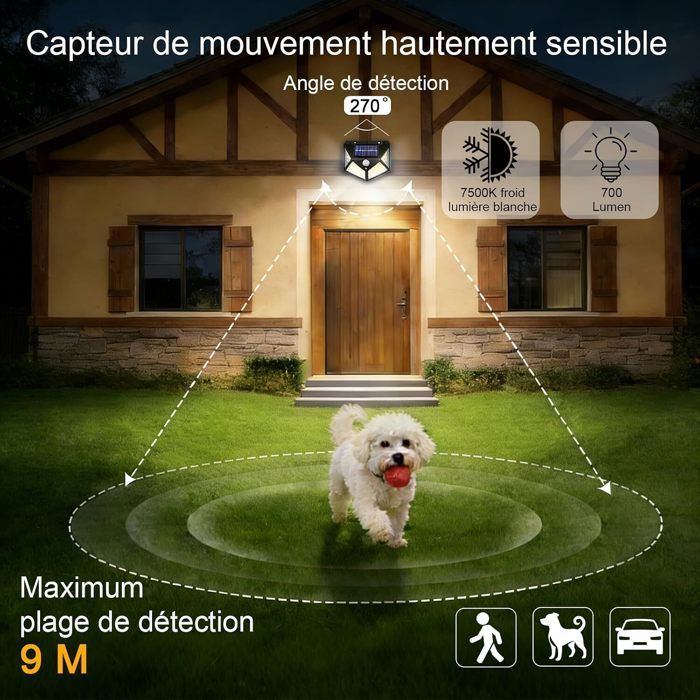 Capteur de mouvement hautement sensible
Angle de détection
270°
7500K froid
lumière blanche
700
Lumen
Maximum
plage de détection
9 M